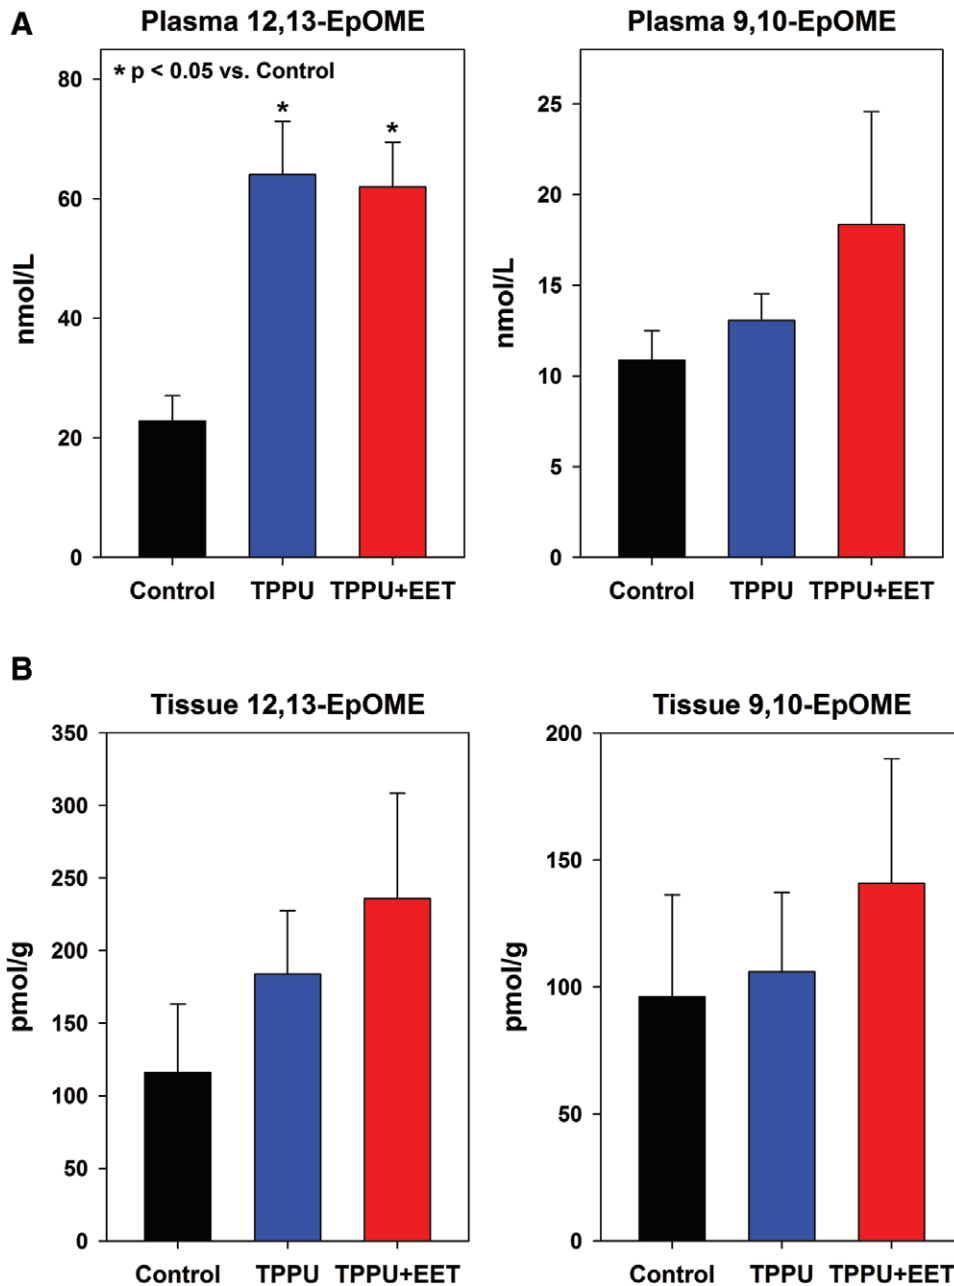 A
Plasma 12,13-EpOME
* p < 0.05 vs. Control
80
60
40
20
0
nmol/L
*
*
Control TPPU TPPU+EET
Plasma 9,10-EpOME
25
20
15
10
5
0
nmol/L
Control TPPU TPPU+EET
B
Tissue 12,13-EpOME
350
300
250
200
150
100
50
0
pmol/g
Control TPPU TPPU+EET
Tissue 9,10-EpOME
200
150
100
50
0
pmol/g
Control TPPU TPPU+EET